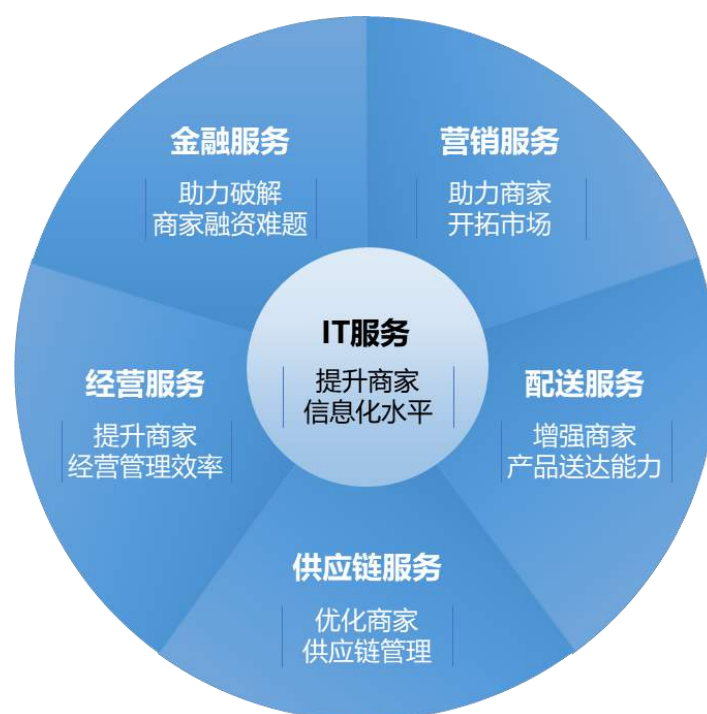 金融服务
助力破解
商家融资难题
营销服务
助力商家
开拓市场
IT服务
提升商家
信息化水平
经营服务
提升商家
经营管理效率
配送服务
增强商家
产品送达能力
供应链服务
优化商家
供应链管理